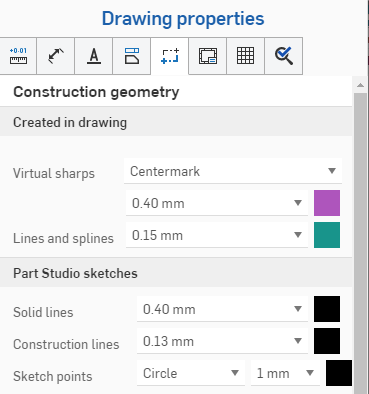 Drawing properties
+0.01
A
Construction geometry
Created in drawing
Virtual sharps Centermark
0.40 mm
Lines and splines 0.15 mm
Part Studio sketches
Solid lines 0.40 mm
Construction lines 0.13 mm
Sketch points Circle 1 mm